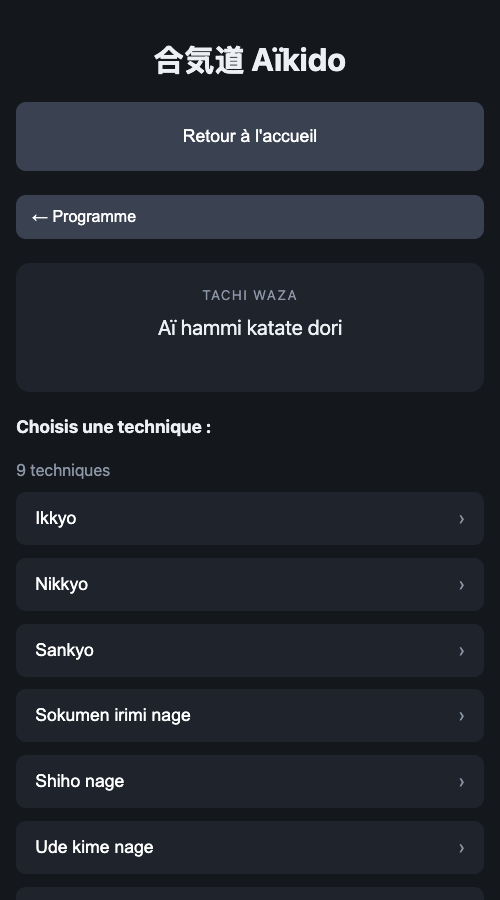 合気道 Aïkido
Retour à l'accueil
← Programme
TACHI WAZA
Aï hammi katate dori
Choisis une technique :
9 techniques
Ikkyo ›
Nikkyo ›
Sankyo ›
Sokumen irimi nage ›
Shiho nage ›
Ude kime nage ›